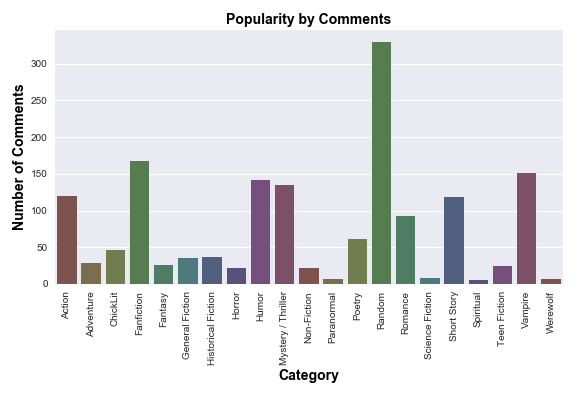 Popularity by Comments
Number of Comments
300
250
200
150
100
50
0
Action
Adventure
ChickLit
Fanfiction
Fantasy
General Fiction
Historical Fiction
Horror
Humor
Mystery / Thriller
Non-Fiction
Paranormal
Poetry
Random
Romance
Science Fiction
Short Story
Spiritual
Teen Fiction
Vampire
Werewolf
Category